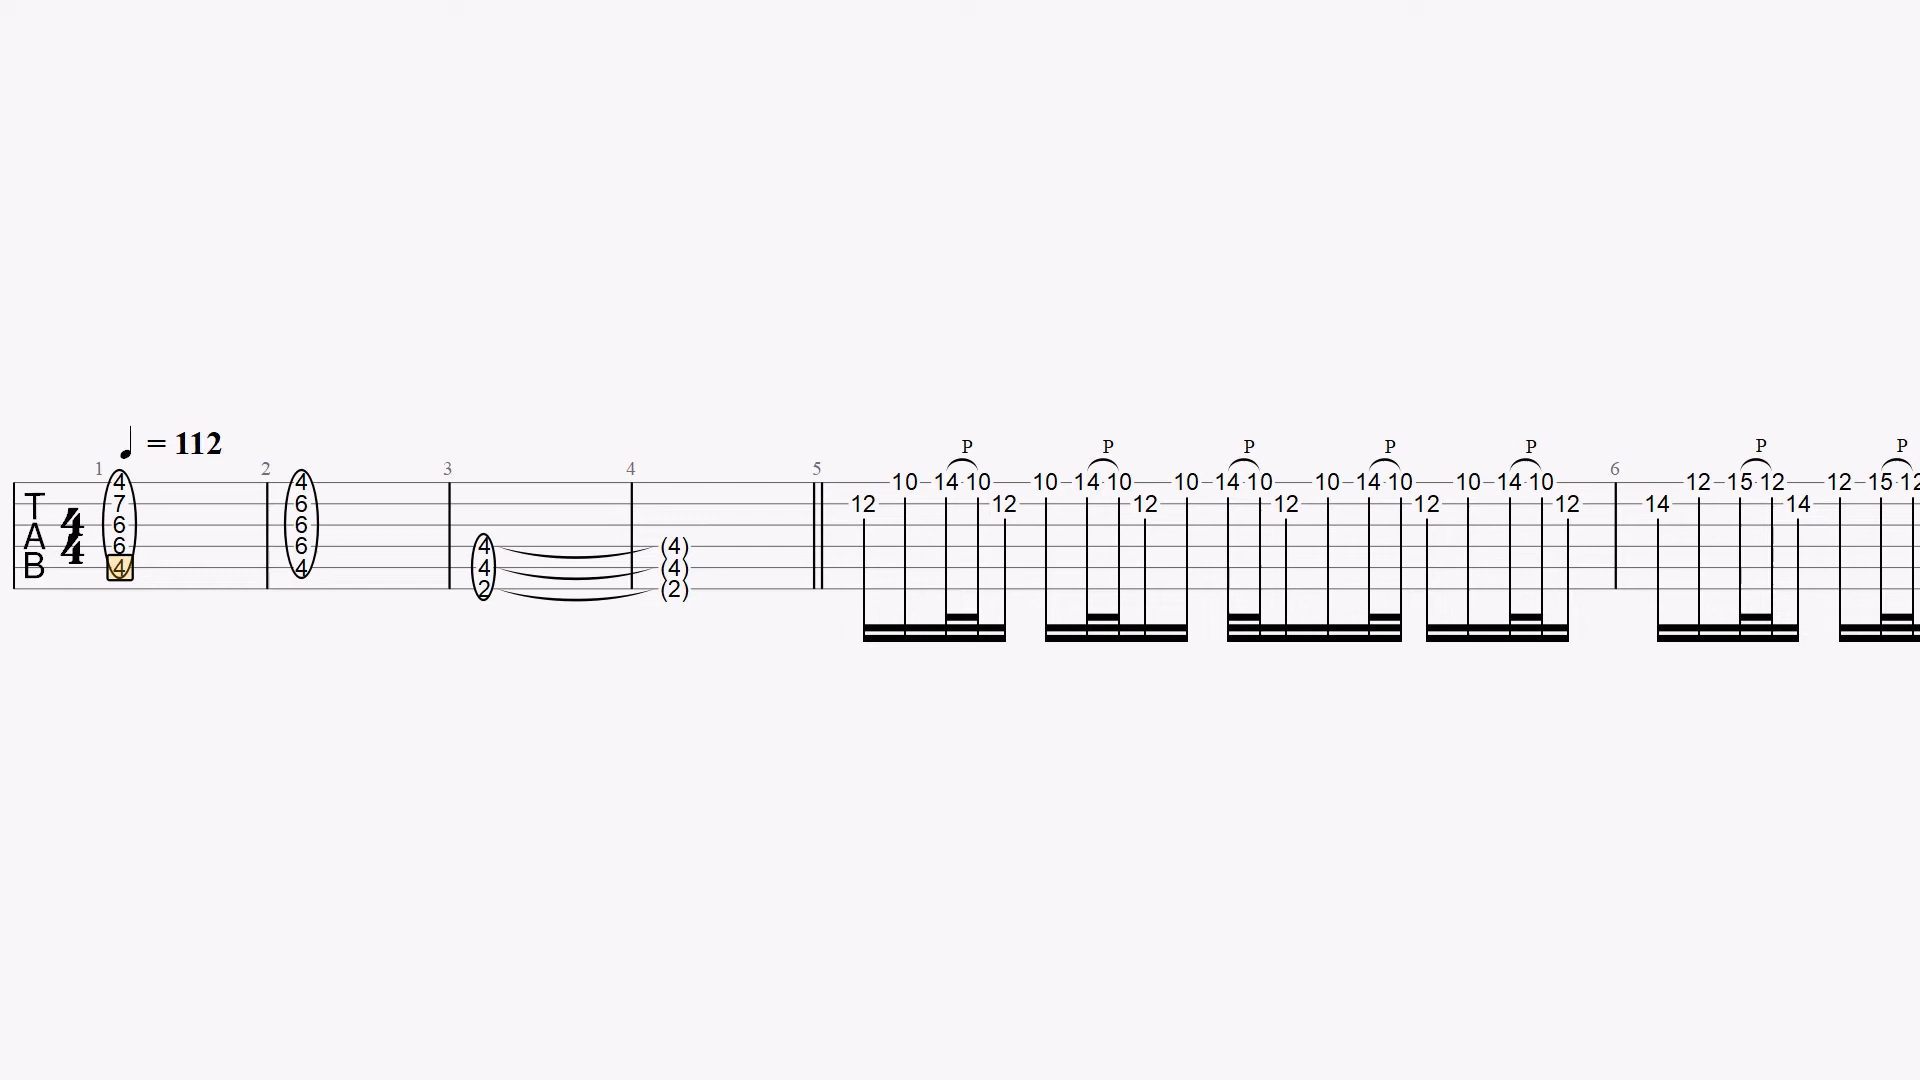 ♩ = 112
P P P P P P P
1 2 3 4 5 6
4 4 10 14 10 10 14 10 10 14 10 10 14 10 10 14 10 12 15 12 12 15 12
T 7 6 12 12 12 12 12 12 14 14
4 6 6
A 6 6 4 (4)
4
B 4 4 4 (4)
2 (2)